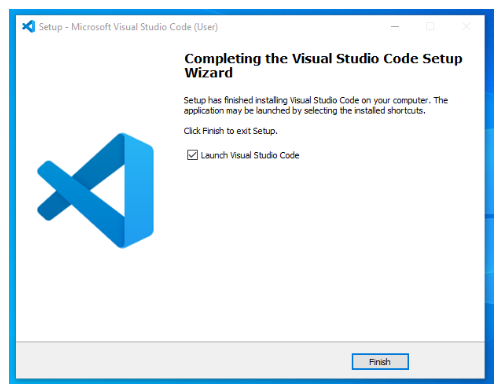 Setup - Microsoft Visual Studio Code (User)
Completing the Visual Studio Code Setup
Wizard
Setup has finished installing Visual Studio Code on your computer. The
application may be launched by selecting the installed shortcuts.
Click Finish to exit Setup.
Launch Visual Studio Code
Finish